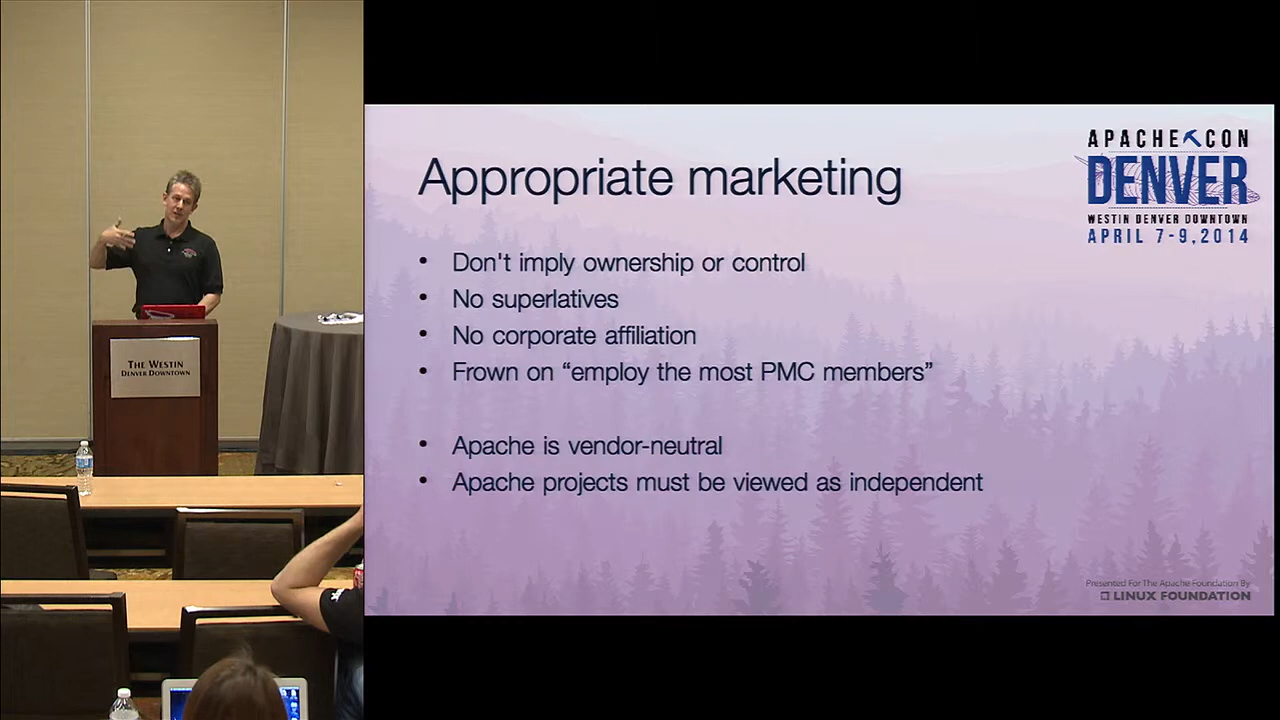 THE WESTIN
DENVER DOWNTOWN
Appropriate marketing
• Don't imply ownership or control
• No superlatives
• No corporate affiliation
• Frown on “employ the most PMC members”
• Apache is vendor-neutral
• Apache projects must be viewed as independent
APACHE CON
DENVER
WESTIN DENVER DOWNTOWN
APRIL 7-9, 2014
Presented For The Apache Foundation By
LINUX FOUNDATION